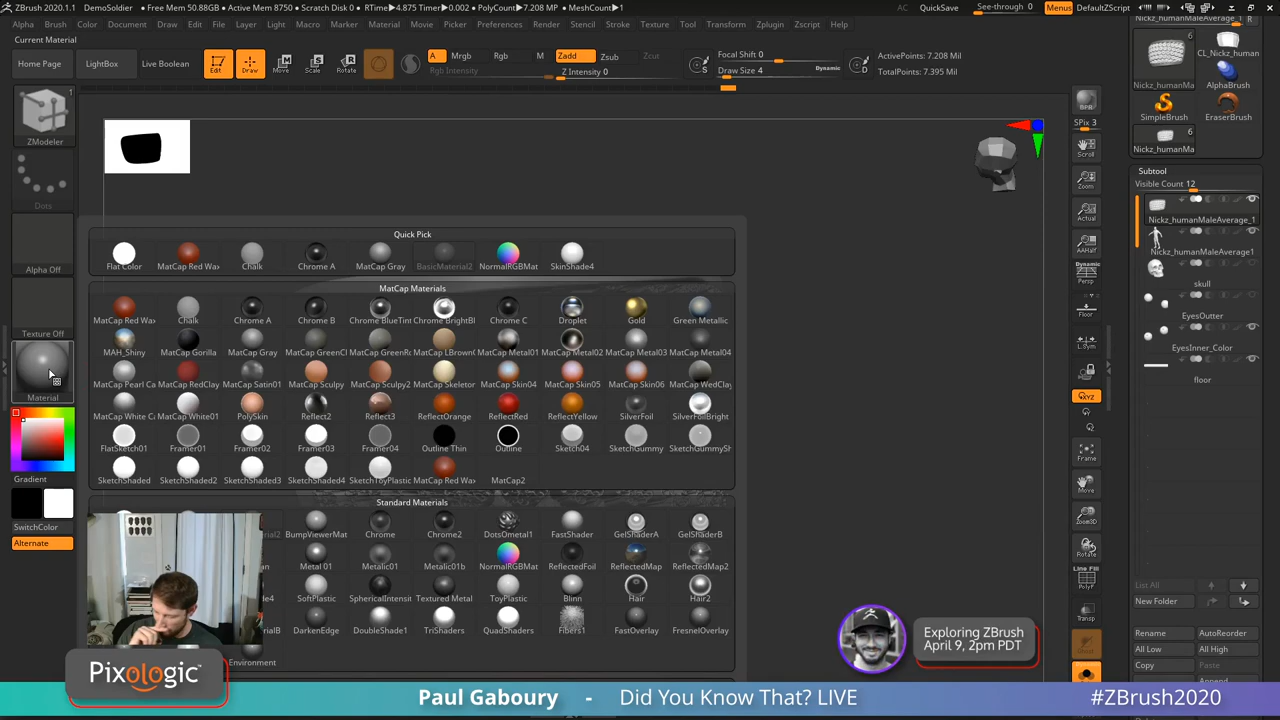 ZBrush 2020.1.1 DemoSoldier • Free Mem 50.88GB • Active Mem 8750 • Scratch Disk 0 • RTime▸4.875 Timer▸0.002 • PolyCount▸7.208 MP • MeshCount▸1 AC QuickSave See-through 0 Menus DefaultZScript
Alpha Brush Color Document Draw Edit File Layer Light Macro Marker Material Movie Picker Preferences Render Stencil Stroke Texture Tool Transform Zplugin Zscript Help
Current Material
Home Page LightBox Live Boolean Edit Draw Move Scale Rotate
A Mrgb Rgb M Zadd Zsub Zcut
Rgb Intensity Z Intensity 0
Focal Shift 0
Draw Size 4 Dynamic
S D
ActivePoints: 7.208 Mil
TotalPoints: 7.395 Mil
ZModeler 1
Dots
Alpha Off
Texture Off
Material
Gradient
SwitchColor
Alternate
Quick Pick
Flat Color MatCap Red Wax Chalk Chrome A MatCap Gray BasicMaterial2 NormalRGBMat SkinShade4
MatCap Materials
MatCap Red Wax Chalk Chrome A Chrome B Chrome BlueTint Chrome BrightBl Chrome C Droplet Gold Green Metallic
MAH_Shiny MatCap Gorilla MatCap Gray MatCap GreenCl MatCap GreenRo MatCap LBrownC MatCap Metal01 MatCap Metal02 MatCap Metal03 MatCap Metal04
MatCap Pearl Ca MatCap RedClay MatCap Satin01 MatCap Sculpy MatCap Sculpy2 MatCap Skeleton MatCap Skin04 MatCap Skin05 MatCap Skin06 MatCap WedClay
MatCap White Ca MatCap White01 PolySkin Reflect2 Reflect3 ReflectOrange ReflectRed ReflectYellow SilverFoil SilverFoilBright
FlatSketch01 Framer01 Framer02 Framer03 Framer04 Outline Thin Outline Sketch04 SketchGummy SketchGummySh
SketchShaded SketchShaded2 SketchShaded3 SketchShaded4 SketchToyPlastic MatCap Red Wax MatCap2
Standard Materials
BumpViewerMat Chrome Chrome2 DotsOmetal1 FastShader GelShaderA GelShaderB
Metal 01 Metalic01 Metalic01b NormalRGBMat ReflectedFoil ReflectedMap ReflectedMap2
SoftPlastic SphericalIntensit Textured Metal ToyPlastic Blinn Hair Hair2
DarkenEdge DoubleShade1 TriShaders QuadShaders Fibers1 FastOverlay FresnelOverlay
Environment
BPR
SPix 3
Scroll
Zoom
Actual
AAHalf
Dynamic
Persp
Floor
L.Sym
XYZ
Frame
Move
Zoom3D
Rotate
Line Fill
PolyF
Transp
Nickz_humanMaleAverage_1 R
6
Nickz_humanMa CL_Nickz_human
AlphaBrush
SimpleBrush EraserBrush
6
Nickz_humanMa
Subtool
Visible Count 12
Nickz_humanMaleAverage_1
Nickz_humanMaleAverage1
skull
EyesOutter
EyesInner_Color
floor
List All
New Folder
Rename AutoReorder
All Low All High
Copy Paste
Append
Exploring ZBrush
April 9, 2pm PDT
Pixologic™
Paul Gaboury - Did You Know That? LIVE #ZBrush2020